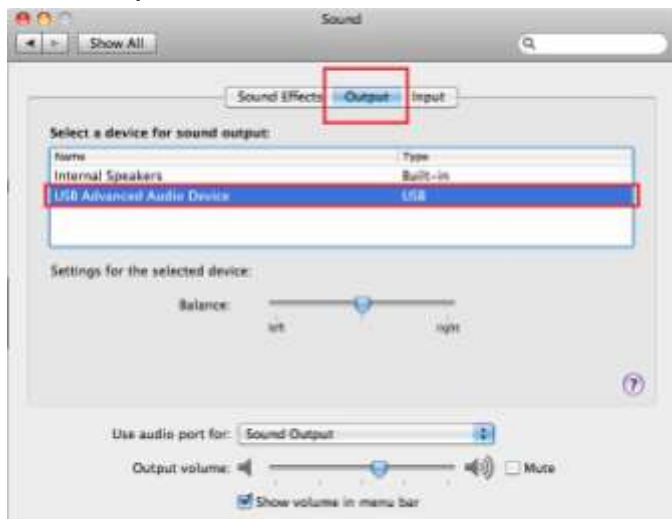 Sound
Show All
Sound Effects Output Input
Select a device for sound output:
Name Type
Internal Speakers Built-in
USB Advanced Audio Device USB
Settings for the selected device:
Balance:
left right
?
Use audio port for: Sound Output
Output volume: Mute
Show volume in menu bar